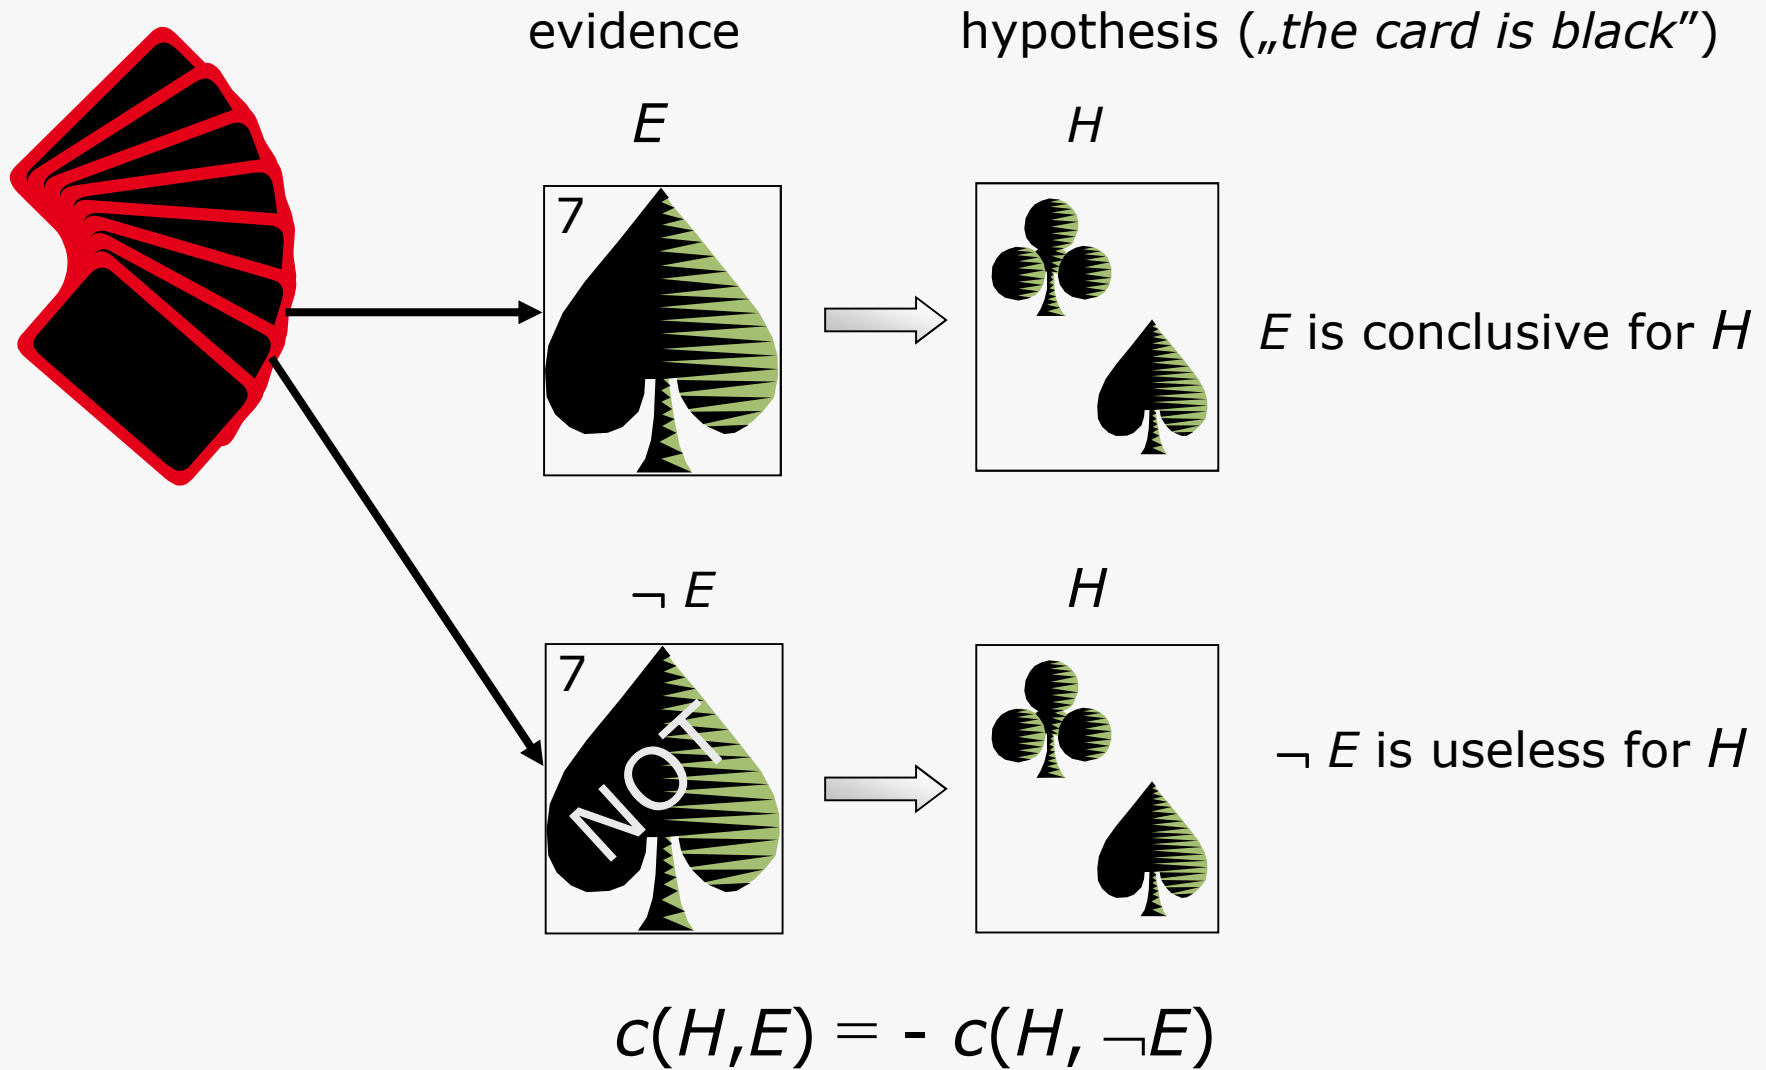 evidence hypothesis („the card is black”)
E H
7
E is conclusive for H
¬ E H
7
NOT
¬ E is useless for H
c(H,E) = - c(H, ¬E)